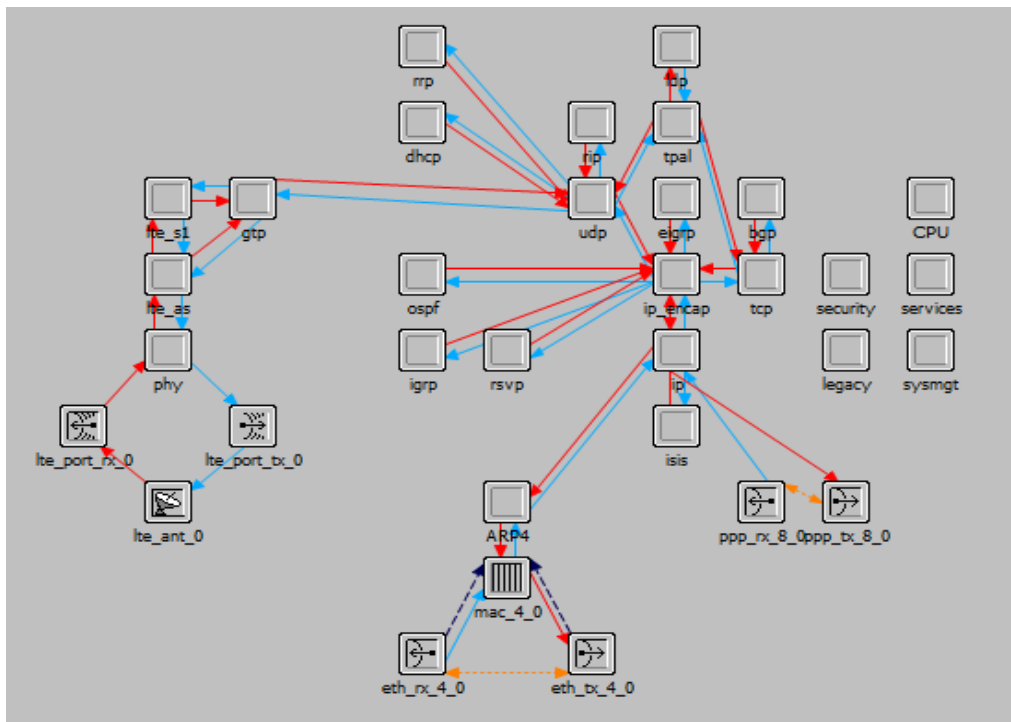 rrp
ldp
dhcp
rip
tpal
lte_s1
gtp
udp
eigrp
bgp
CPU
lte_as
ospf
ip_encap
tcp
security
services
phy
igrp
rsvp
ip
legacy
sysmgt
lte_port_rx_0
lte_port_tx_0
isis
lte_ant_0
ARP4
ppp_rx_8_0
ppp_tx_8_0
mac_4_0
eth_rx_4_0
eth_tx_4_0